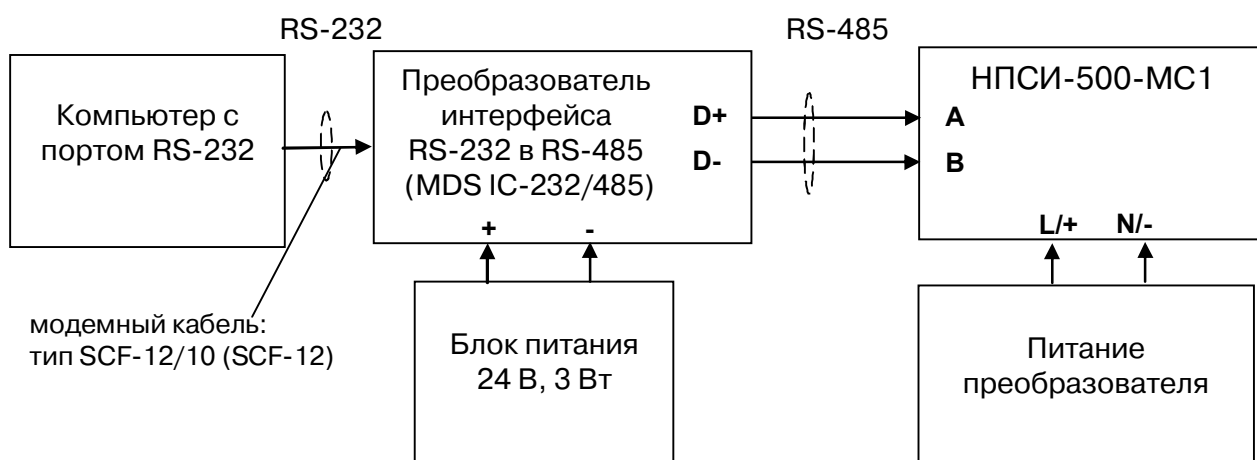 RS-232
RS-485
Компьютер с
портом RS-232
Преобразователь
интерфейса
RS-232 в RS-485
(MDS IC-232/485)
D+
D-
+
-
НПСИ-500-МС1
A
B
L/+
N/-
модемный кабель:
тип SCF-12/10 (SCF-12)
Блок питания
24 В, 3 Вт
Питание
преобразователя